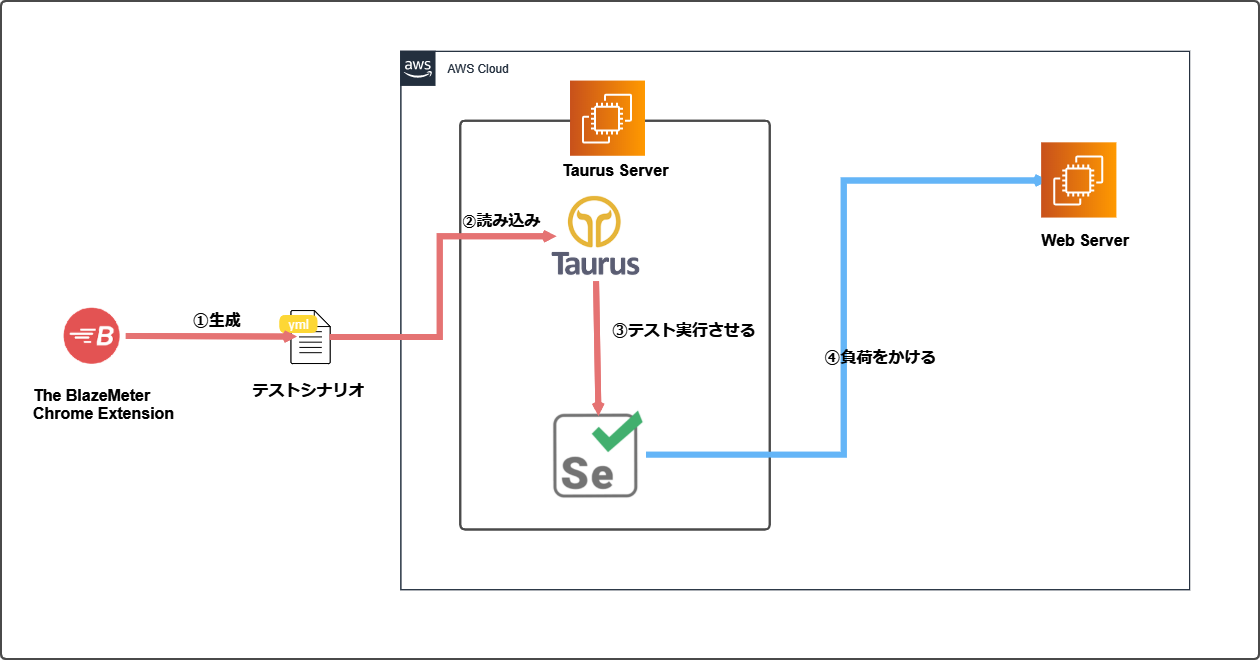 aws
AWS Cloud
Taurus Server
②読み込み
Taurus
Web Server
①生成
yml
B
③テスト実行させる
④負荷をかける
テストシナリオ
The BlazeMeter
Chrome Extension
Se